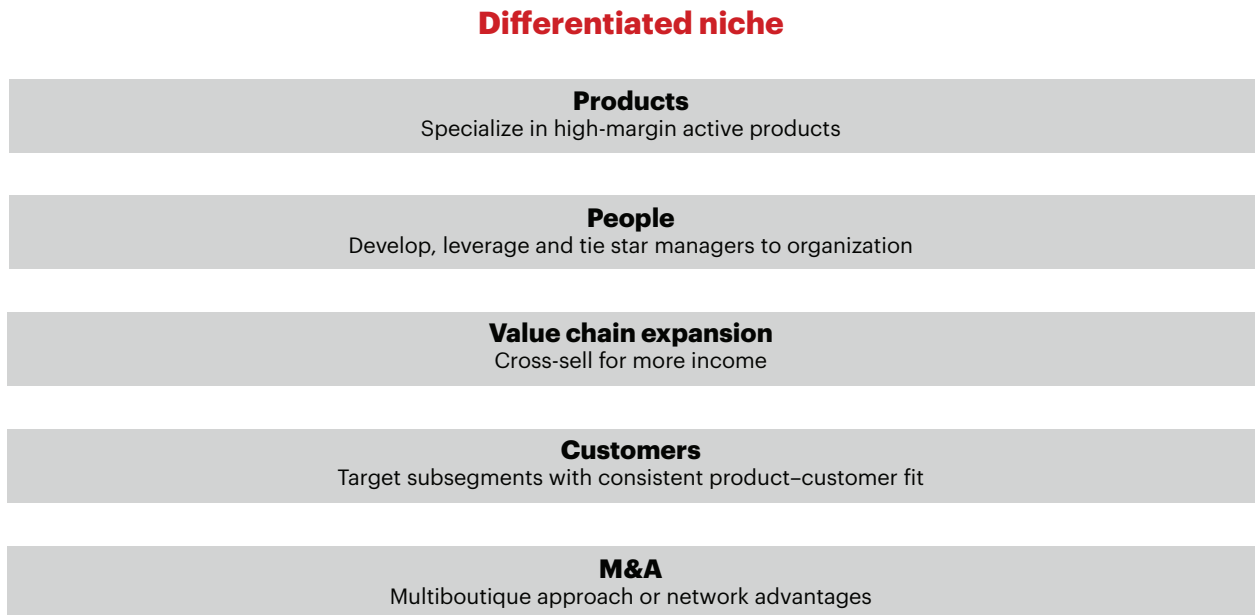 Differentiated niche
Products
Specialize in high-margin active products
People
Develop, leverage and tie star managers to organization
Value chain expansion
Cross-sell for more income
Customers
Target subsegments with consistent product–customer fit
M&A
Multiboutique approach or network advantages